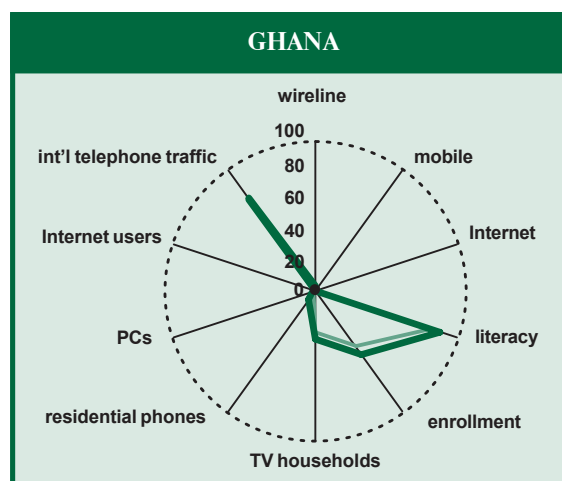 GHANA
wireline
100
int'l telephone traffic
80
mobile
60
Internet users
40
Internet
20
0
PCs
literacy
residential phones
enrollment
TV households